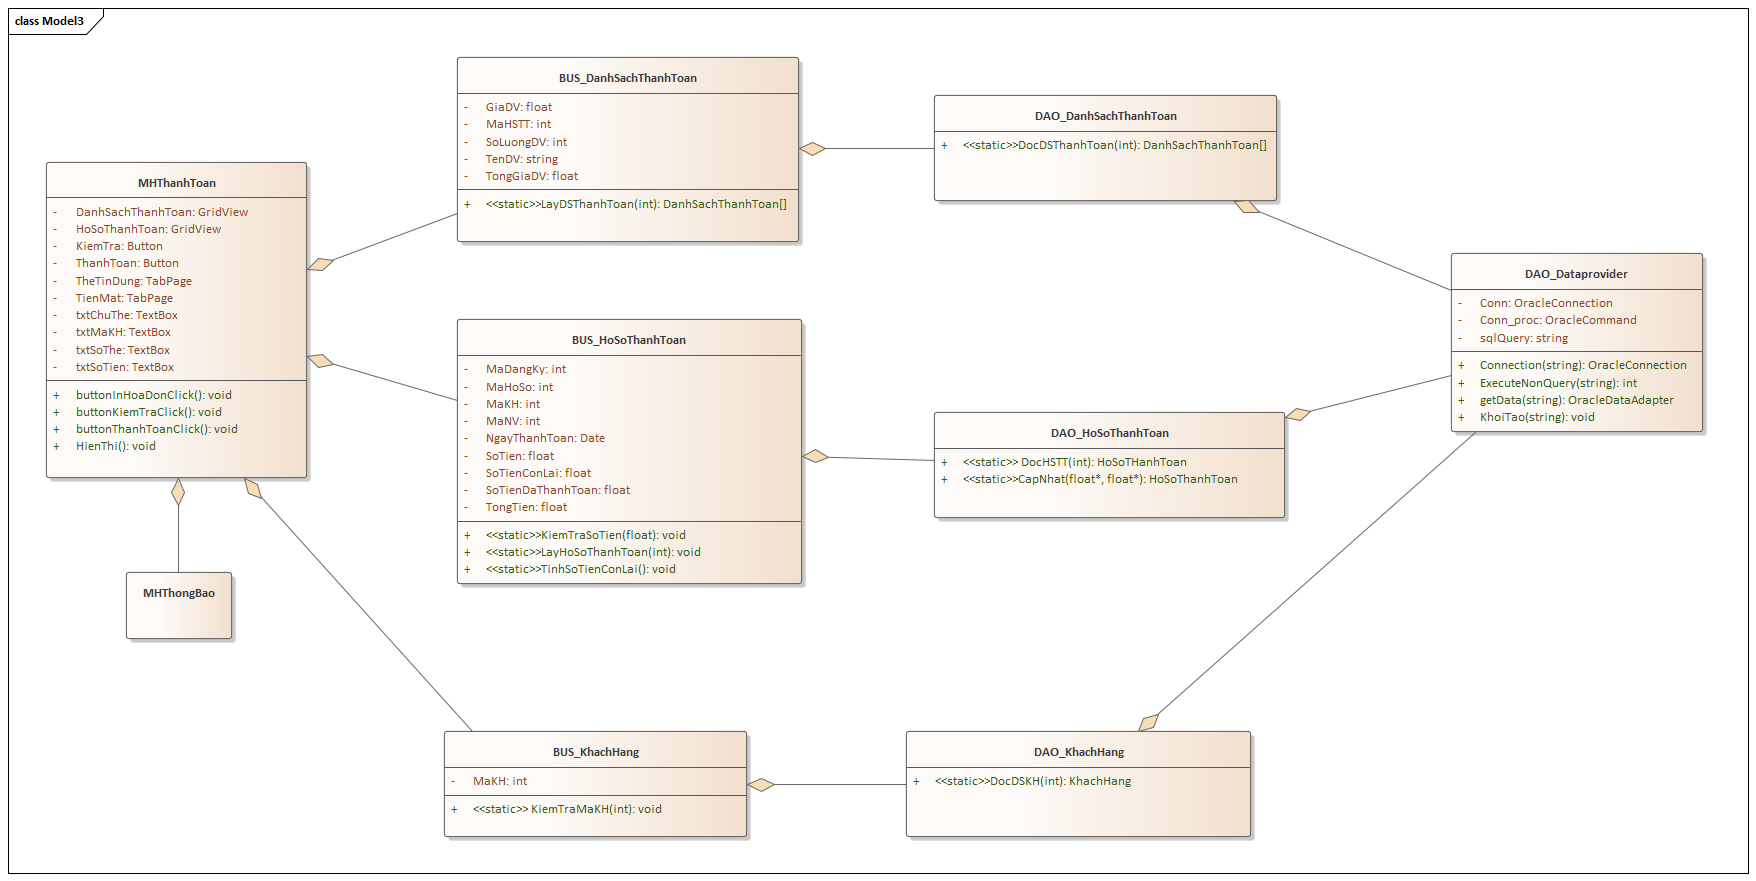 class Model3
BUS_DanhSachThanhToan
- GiaDV: float
- MaHSTT: int
- SoLuongDV: int
- TenDV: string
- TongGiaDV: float
+ <<static>>LayDSThanhToan(int): DanhSachThanhToan[]
DAO_DanhSachThanhToan
+ <<static>>DocDSThanhToan(int): DanhSachThanhToan[]
MHThanhToan
- DanhSachThanhToan: GridView
- HoSoThanhToan: GridView
- KiemTra: Button
- ThanhToan: Button
- TheTinDung: TabPage
- TienMat: TabPage
- txtChuThe: TextBox
- txtMaKH: TextBox
- txtSoThe: TextBox
- txtSoTien: TextBox
+ buttonInHoaDonClick(): void
+ buttonKiemTraClick(): void
+ buttonThanhToanClick(): void
+ HienThi(): void
DAO_Dataprovider
- Conn: OracleConnection
- Conn_proc: OracleCommand
- sqlQuery: string
+ Connection(string): OracleConnection
+ ExecuteNonQuery(string): int
+ getData(string): OracleDataAdapter
+ KhoiTao(string): void
BUS_HoSoThanhToan
- MaDangKy: int
- MaHoSo: int
- MaKH: int
- MaNV: int
- NgayThanhToan: Date
- SoTien: float
- SoTienConLai: float
- SoTienDaThanhToan: float
- TongTien: float
+ <<static>>KiemTraSoTien(float): void
+ <<static>>LayHoSoThanhToan(int): void
+ <<static>>TinhSoTienConLai(): void
DAO_HoSoThanhToan
+ <<static>> DocHSTT(int): HoSoTHanhToan
+ <<static>>CapNhat(float*, float*): HoSoThanhToan
MHThongBao
BUS_KhachHang
- MaKH: int
+ <<static>> KiemTraMaKH(int): void
DAO_KhachHang
+ <<static>>DocDSKH(int): KhachHang